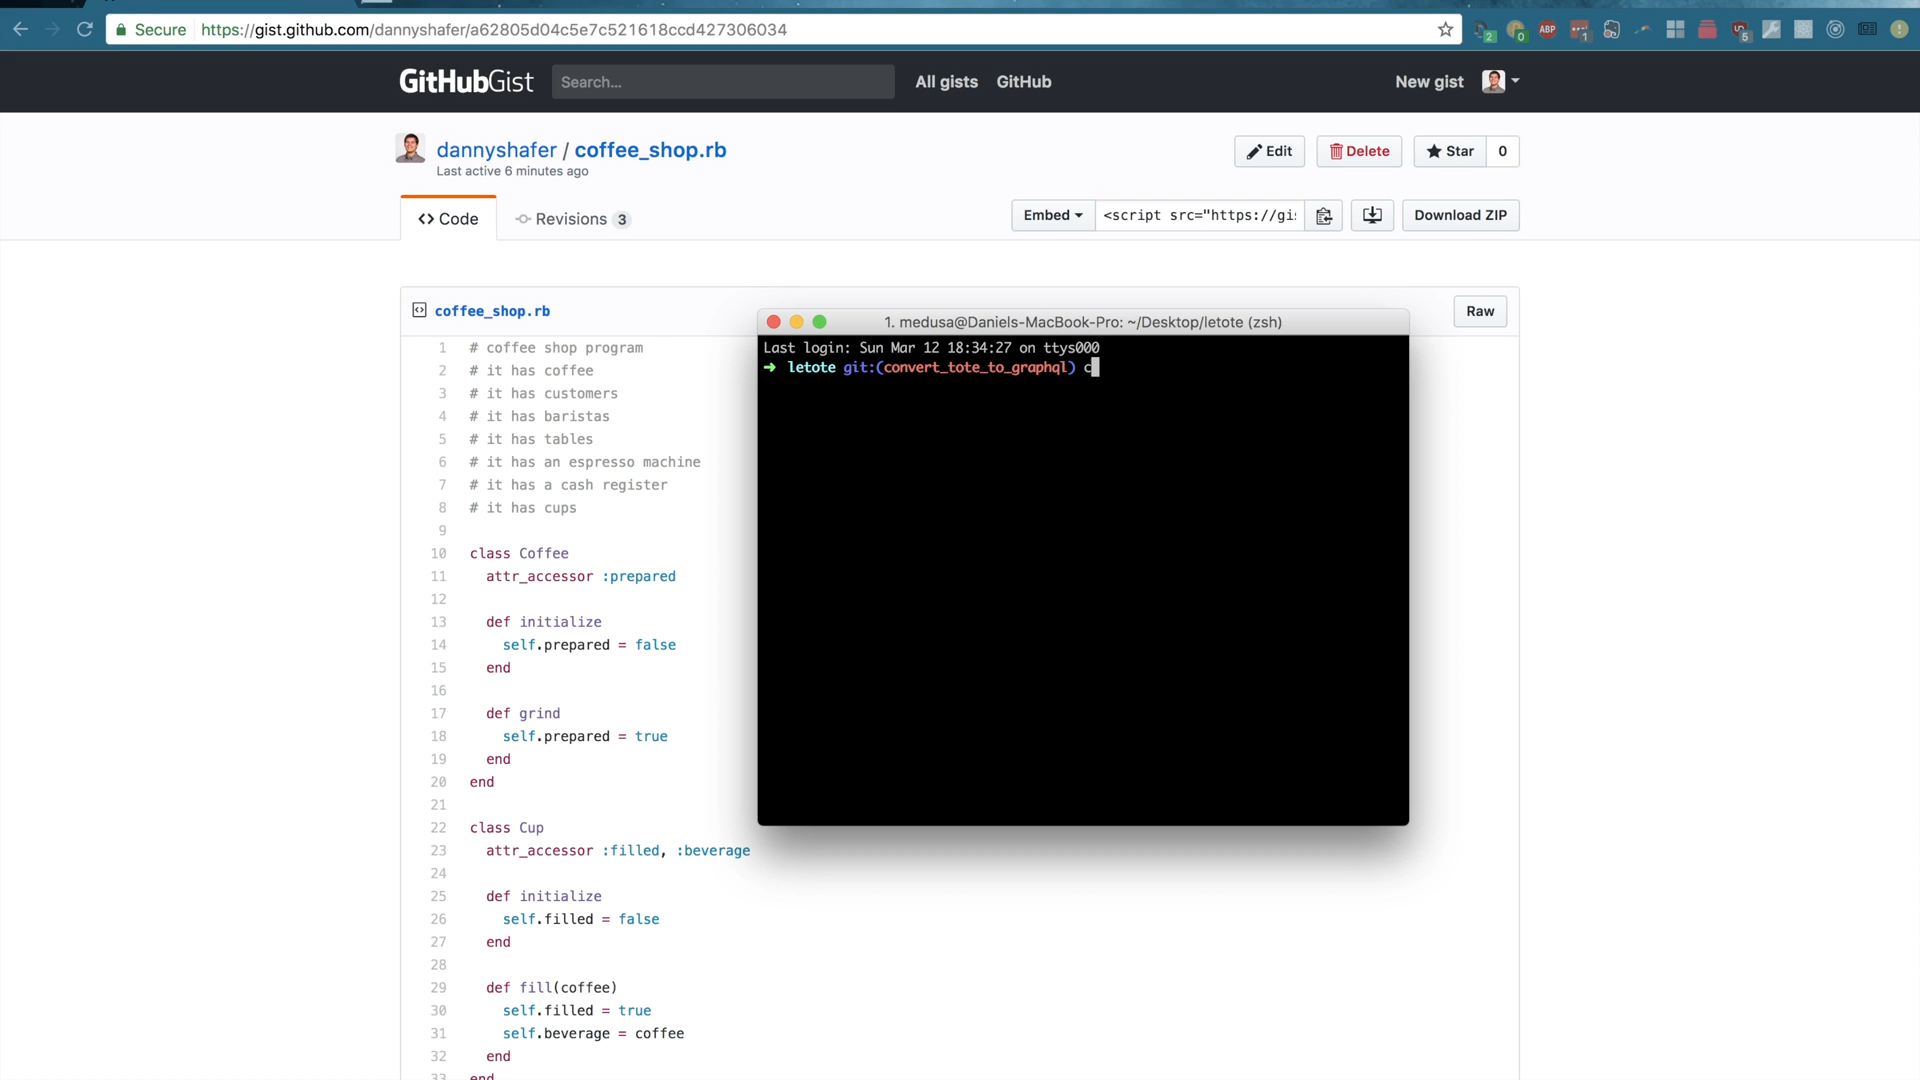 Secure https://gist.github.com/dannyshafer/a62805d04c5e7c521618ccd427306034
2 0 ABP 1 5
GitHubGist Search... All gists GitHub New gist
dannyshafer / coffee_shop.rb
Last active 6 minutes ago
Edit Delete Star 0
Code Revisions 3
Embed <script src="https://gi Download ZIP
coffee_shop.rb
Raw
1 # coffee shop program
2 # it has coffee
3 # it has customers
4 # it has baristas
5 # it has tables
6 # it has an espresso machine
7 # it has a cash register
8 # it has cups
9
10 class Coffee
11 attr_accessor :prepared
12
13 def initialize
14 self.prepared = false
15 end
16
17 def grind
18 self.prepared = true
19 end
20 end
21
22 class Cup
23 attr_accessor :filled, :beverage
24
25 def initialize
26 self.filled = false
27 end
28
29 def fill(coffee)
30 self.filled = true
31 self.beverage = coffee
32 end
33 end
1. medusa@Daniels-MacBook-Pro: ~/Desktop/letote (zsh)
Last login: Sun Mar 12 18:34:27 on ttys000
➜ letote git:(convert_tote_to_graphql) c